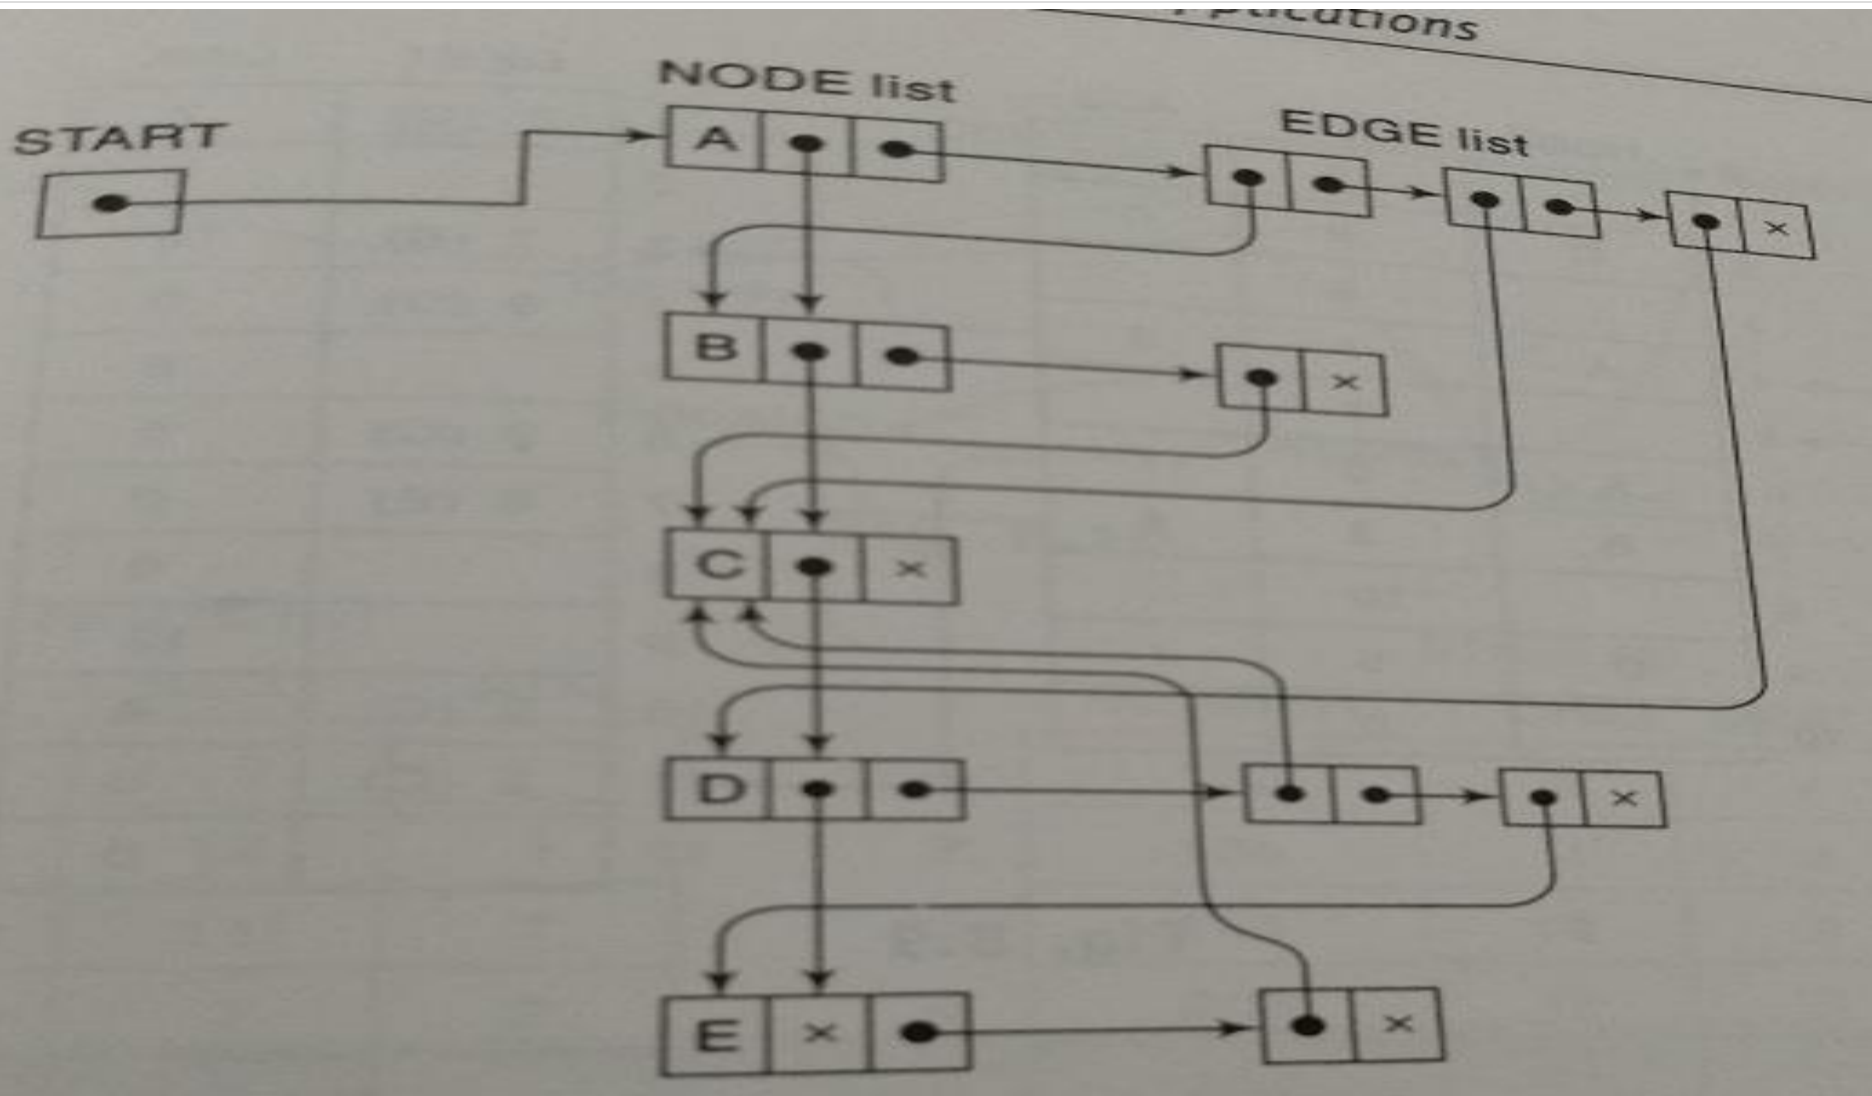 NODE list
EDGE list
START
A
×
B
×
C
×
D
×
E
×
×